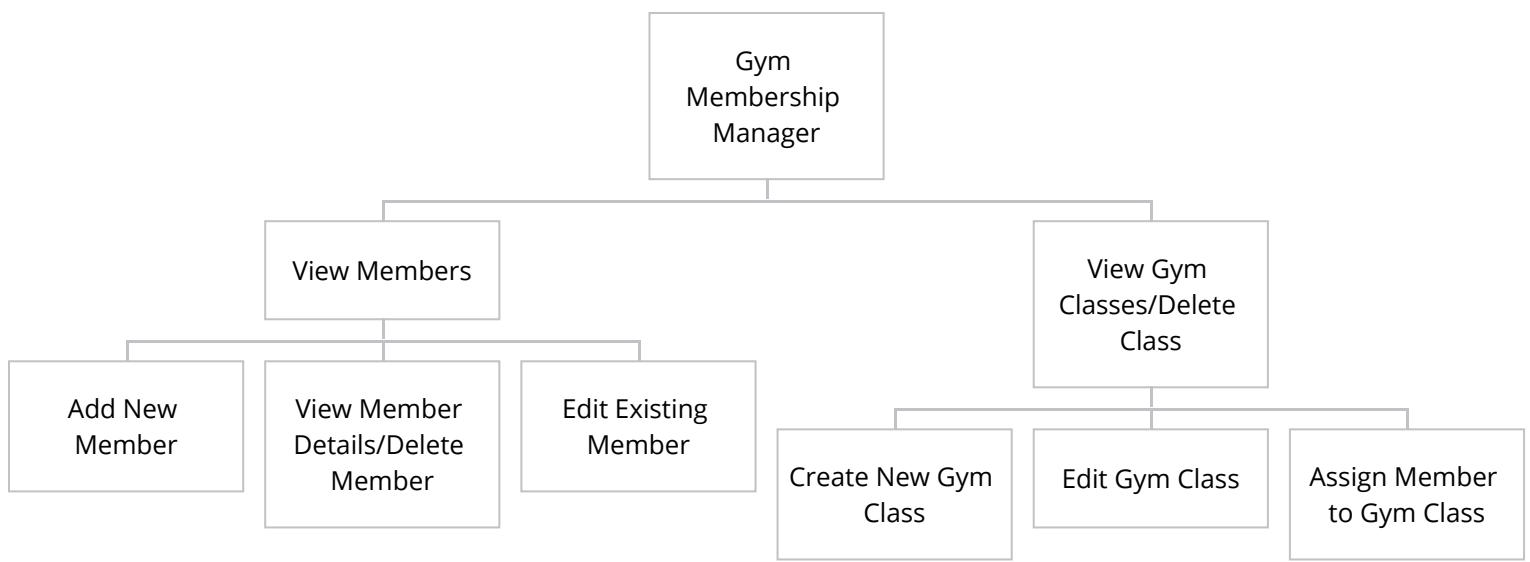 Gym
Membership
Manager
View Members
View Gym
Classes/Delete
Class
Add New
Member
View Member
Details/Delete
Member
Edit Existing
Member
Create New Gym
Class
Edit Gym Class
Assign Member
to Gym Class